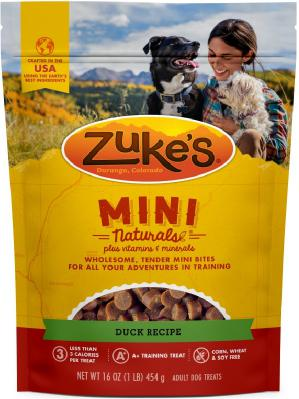 CRAFTED IN THE
USA
USING THE EARTH'S
BEST INGREDIENTS
Zuke's®
Durango, Colorado
MINI
Naturals®
plus vitamins & minerals
WHOLESOME, TENDER MINI BITES
FOR ALL YOUR ADVENTURES IN TRAINING
DUCK RECIPE
3 LESS THAN 3 CALORIES PER TREAT
A+ A+ TRAINING TREAT
CORN, WHEAT & SOY FREE
NET WT 16 OZ (1 LB) 454 g ADULT DOG TREATS